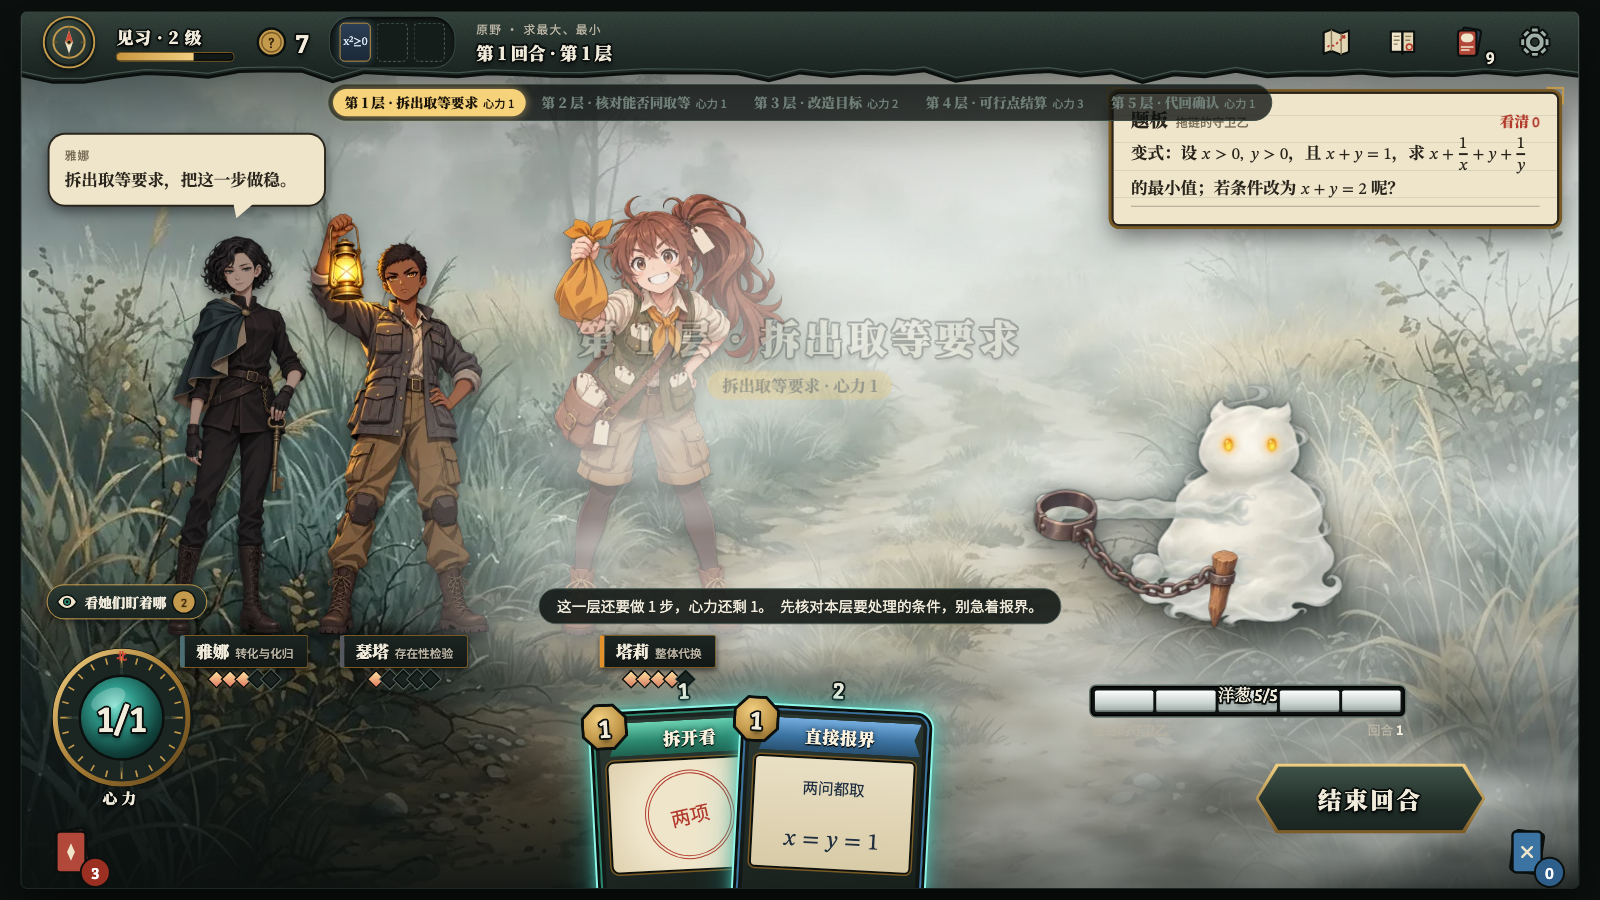 见习·2 级
? 7
x²≥0
原野 · 求最大、最小
第1回合·第1层
9
第1层·拆出取等要求 心力1
第2层·核对能否同取等 心力1
第3层·改造目标 心力2
第4层·可行点结算 心力3
第5层·代回确认 心力1
题板 拖链的守卫乙 看清 0
变式：设 x > 0, y > 0，且 x + y = 1，求 x + 1/x + y + 1/y
的最小值；若条件改为 x + y = 2 呢？
雅娜
拆出取等要求，把这一步做稳。
第1层·拆出取等要求
拆出取等要求·心力1
看她们盯着哪 2
这一层还要做 1 步，心力还剩 1。 先核对本层要处理的条件，别急着报界。
雅娜 转化与化归
瑟塔 存在性检验
塔莉 整体代换
1/1
心力
3
1
1
拆开看
两项
2
1
直接报界
两问都取
x = y = 1
洋葱5/5
回合 1
结束回合
0